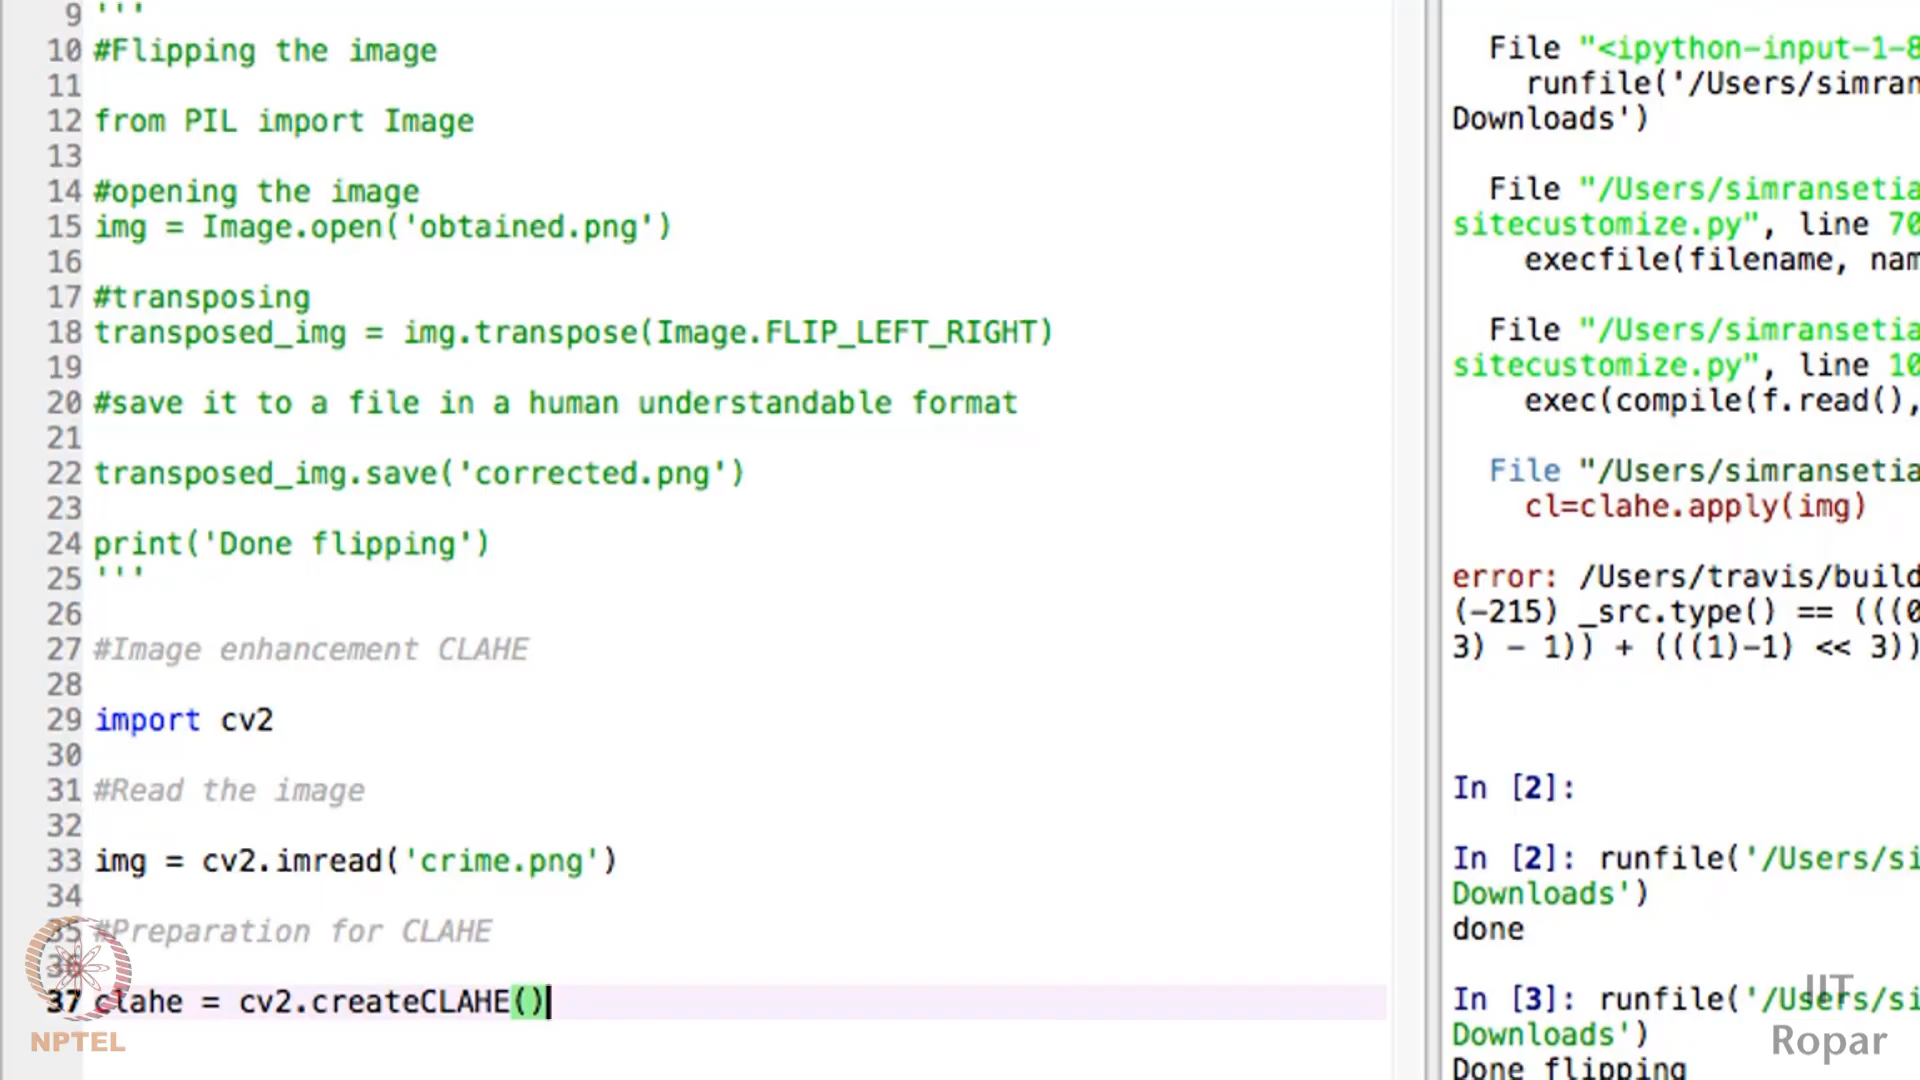 9 '''
10 #Flipping the image
11
12 from PIL import Image
13
14 #opening the image
15 img = Image.open('obtained.png')
16
17 #transposing
18 transposed_img = img.transpose(Image.FLIP_LEFT_RIGHT)
19
20 #save it to a file in a human understandable format
21
22 transposed_img.save('corrected.png')
23
24 print('Done flipping')
25 '''
26
27 #Image enhancement CLAHE
28
29 import cv2
30
31 #Read the image
32
33 img = cv2.imread('crime.png')
34
35 #Preparation for CLAHE
36
37 clahe = cv2.createCLAHE()
NPTEL
File "<ipython-input-1-8
runfile('/Users/simran
Downloads')
File "/Users/simransetia
sitecustomize.py", line 70
execfile(filename, nam
File "/Users/simransetia
sitecustomize.py", line 10
exec(compile(f.read(),
File "/Users/simransetia
cl=clahe.apply(img)
error: /Users/travis/build
(-215) _src.type() == (((0
3) - 1)) + (((1)-1) << 3))
In [2]:
In [2]: runfile('/Users/si
Downloads')
done
In [3]: runfile('/Users/si
Downloads')
Done flipping
IIT
Ropar